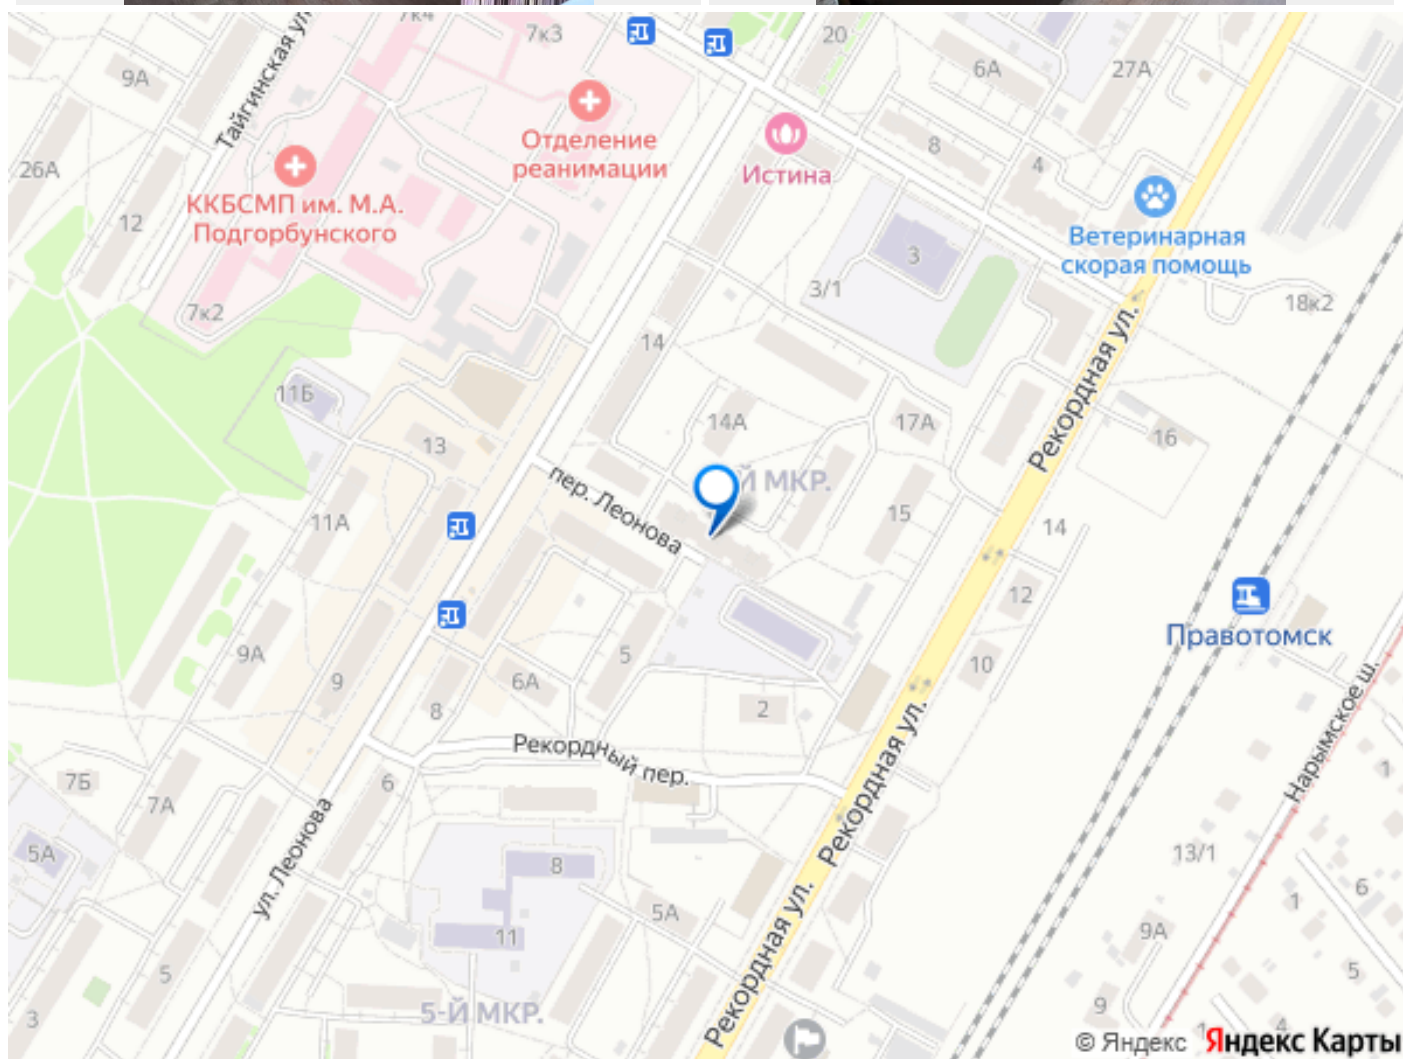 7к4
7к3
20
6А
27А
9А
Тайгинская ул.
Отделение
реанимации
Истина
8
4
26А
ККБСМП им. М.А.
Подгорбунского
12
Ветеринарная
скорая помощь
3
3/1
18к2
7к2
14
Рекордная ул.
11Б
14А
17А
16
13
Й МКР.
пер. Леонова
11А
15
14
12
Правотомск
9А
5
10
9
6А
8
2
Рекордный пер.
Рекордная ул.
Нарымское ш.
7Б
7А
6
1
ул. Леонова
5А
8
13/1
6
1
5А
11
9А
Рекордная ул.
5
5
5-Й МКР.
3
9
1
4
© Яндекс Яндекс Карты